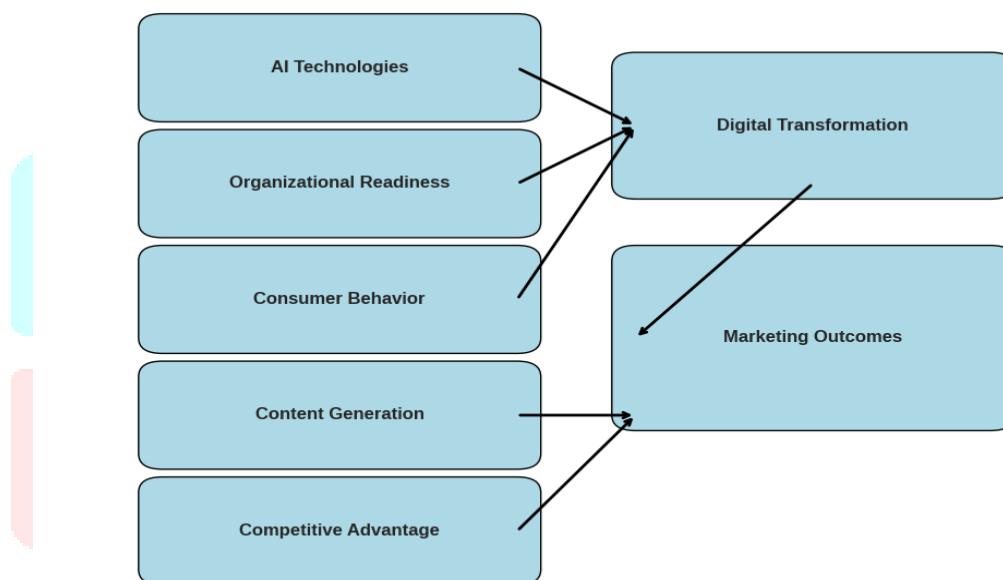 AI Technologies
Digital Transformation
Organizational Readiness
Consumer Behavior
Marketing Outcomes
Content Generation
Competitive Advantage